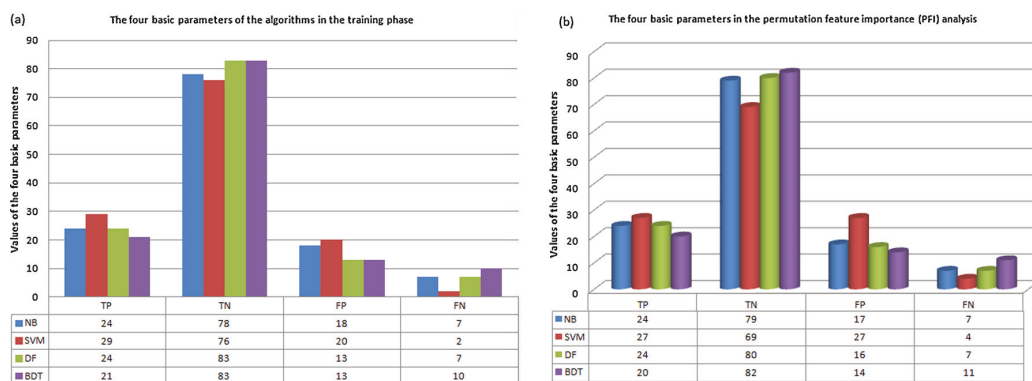 (a)
The four basic parameters of the algorithms in the training phase
Values of the four basic parameters
90
80
70
60
50
40
30
20
10
0
TP TN FP FN
NB 24 78 18 7
SVM 29 76 20 2
DF 24 83 13 7
BDT 21 83 13 10
(b)
The four basic parameters in the permutation feature importance (PFI) analysis
Values of the four basic parameters
90
80
70
60
50
40
30
20
10
0
TP TN FP FN
NB 24 79 17 7
SVM 27 69 27 4
DF 24 80 16 7
BDT 20 82 14 11